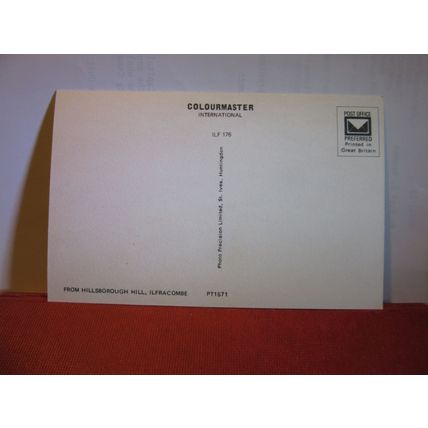 COLOURMASTER
INTERNATIONAL
ILF 176
POST OFFICE
PREFERRED
Printed in
Great Britain
Photo Precision Limited, St. Ives, Huntingdon
FROM HILLSBOROUGH HILL, ILFRACOMBE
PT1671